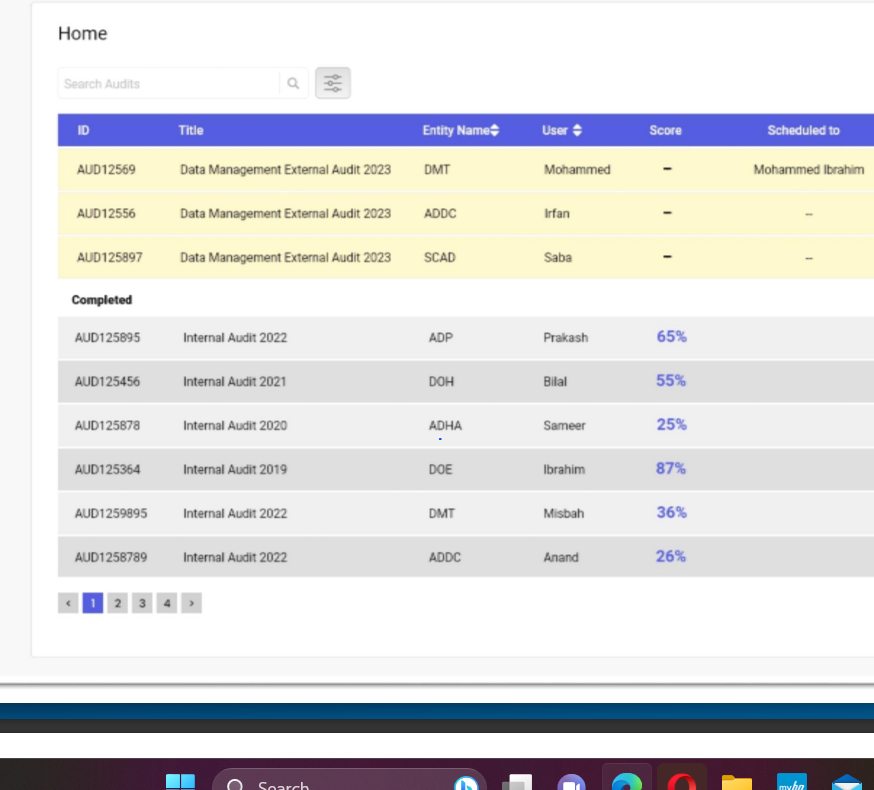 Home
Search Audits
ID Title Entity Name User Score Scheduled to
AUD12569 Data Management External Audit 2023 DMT Mohammed – Mohammed Ibrahim
AUD12556 Data Management External Audit 2023 ADDC Irfan – --
AUD125897 Data Management External Audit 2023 SCAD Saba – --
Completed
AUD125895 Internal Audit 2022 ADP Prakash 65%
AUD125456 Internal Audit 2021 DOH Bilal 55%
AUD125878 Internal Audit 2020 ADHA Sameer 25%
AUD125364 Internal Audit 2019 DOE Ibrahim 87%
AUD1259895 Internal Audit 2022 DMT Misbah 36%
AUD1258789 Internal Audit 2022 ADDC Anand 26%
< 1 2 3 4 >
Search
myhp